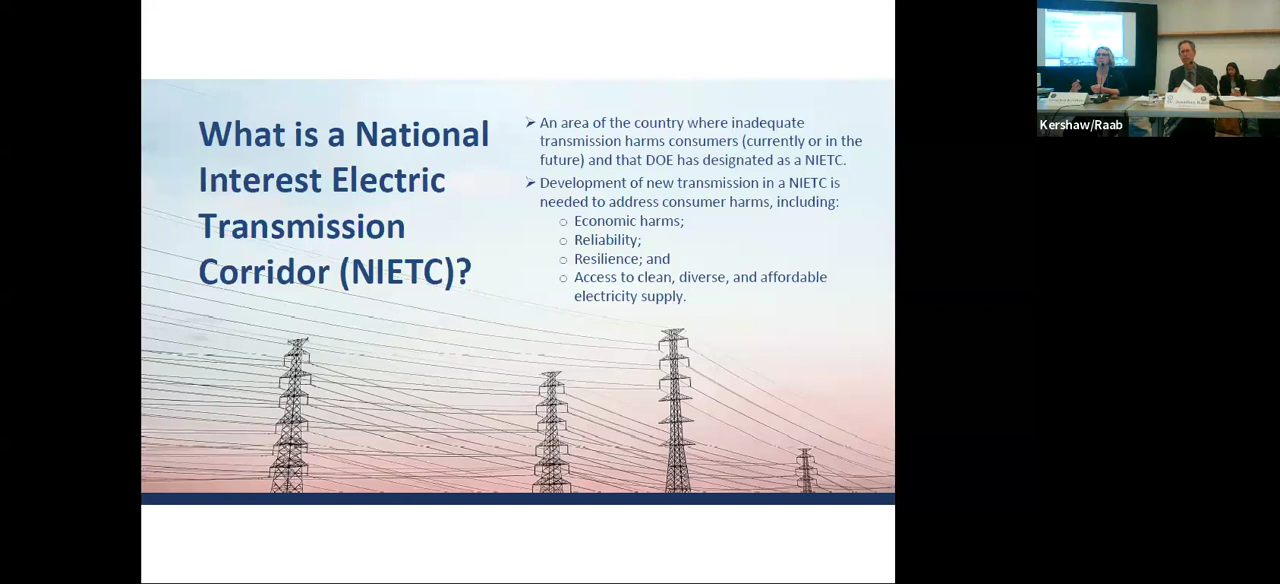 What is a National
Interest Electric
Transmission
Corridor (NIETC)?
➢ An area of the country where inadequate
transmission harms consumers (currently or in the
future) and that DOE has designated as a NIETC.
➢ Development of new transmission in a NIETC is
needed to address consumer harms, including:
○ Economic harms;
○ Reliability;
○ Resilience; and
○ Access to clean, diverse, and affordable
electricity supply.
Kershaw/Raab